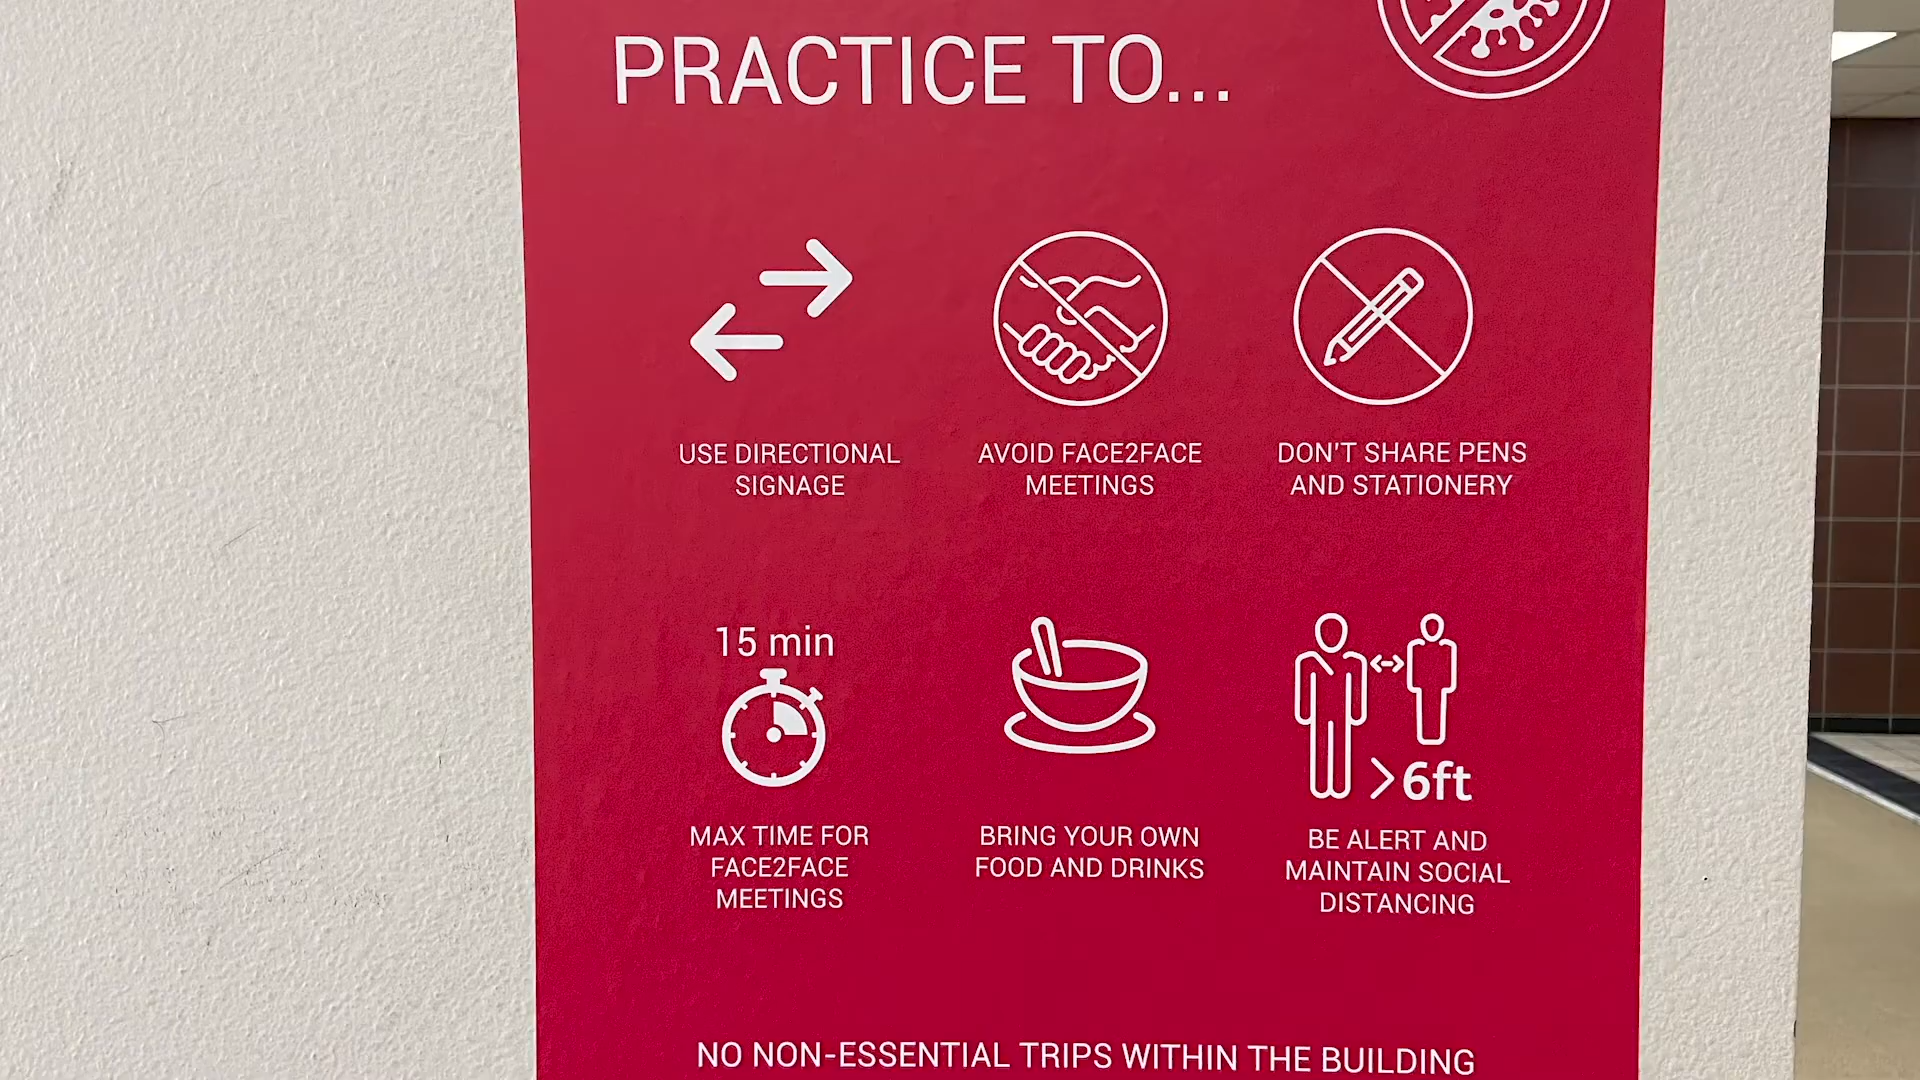 PRACTICE TO...
USE DIRECTIONAL
SIGNAGE
AVOID FACE2FACE
MEETINGS
DON'T SHARE PENS
AND STATIONERY
15 min
MAX TIME FOR
FACE2FACE
MEETINGS
BRING YOUR OWN
FOOD AND DRINKS
>6ft
BE ALERT AND
MAINTAIN SOCIAL
DISTANCING
NO NON-ESSENTIAL TRIPS WITHIN THE BUILDING